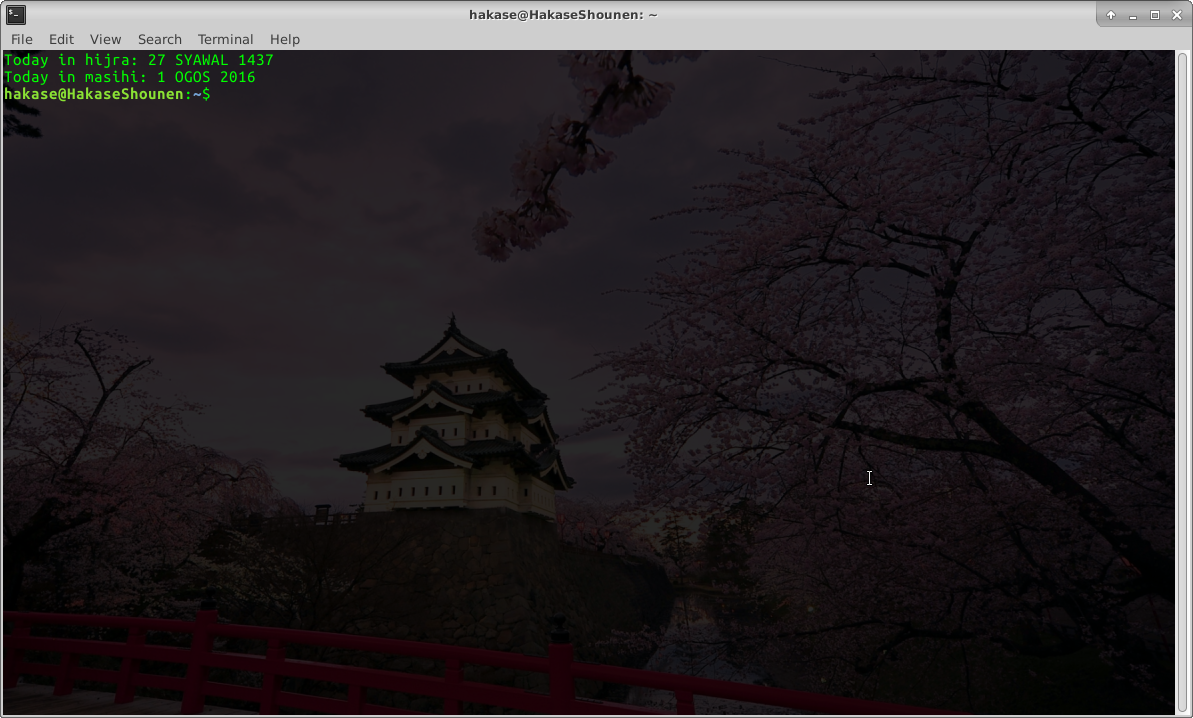 hakase@HakaseShounen: ~
File Edit View Search Terminal Help
Today in hijra: 27 SYAWAL 1437
Today in masihi: 1 OGOS 2016
hakase@HakaseShounen:~$